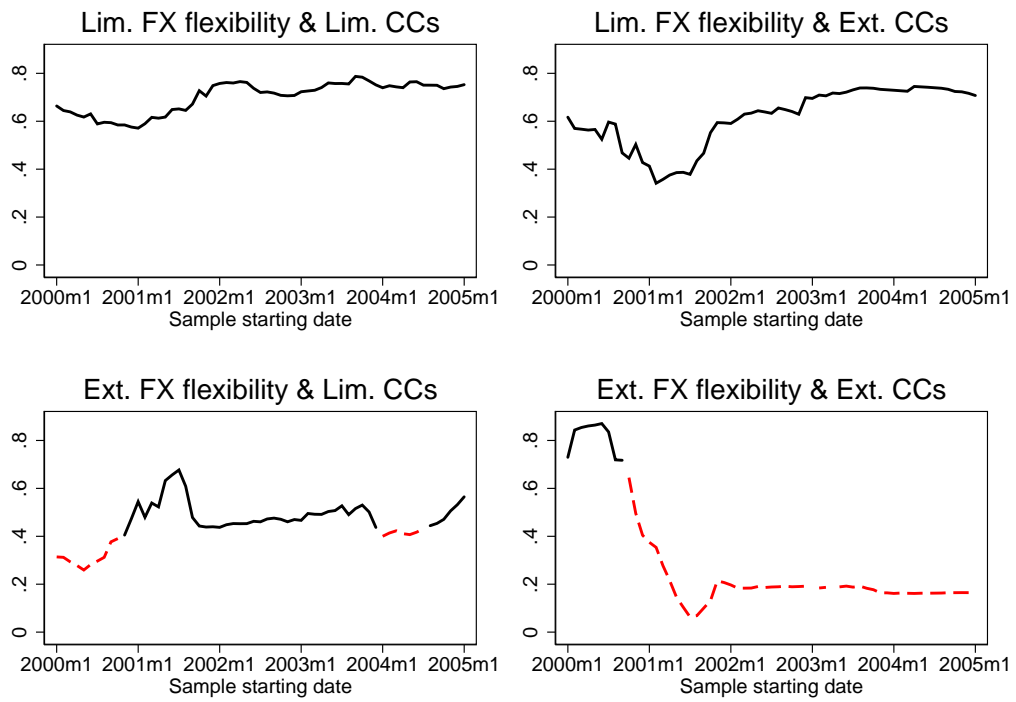 Lim. FX flexibility & Lim. CCs
.8
.6
.4
.2
0
2000m1 2001m1 2002m1 2003m1 2004m1 2005m1
Sample starting date
Lim. FX flexibility & Ext. CCs
.8
.6
.4
.2
0
2000m1 2001m1 2002m1 2003m1 2004m1 2005m1
Sample starting date
Ext. FX flexibility & Lim. CCs
.8
.6
.4
.2
0
2000m1 2001m1 2002m1 2003m1 2004m1 2005m1
Sample starting date
Ext. FX flexibility & Ext. CCs
.8
.6
.4
.2
0
2000m1 2001m1 2002m1 2003m1 2004m1 2005m1
Sample starting date